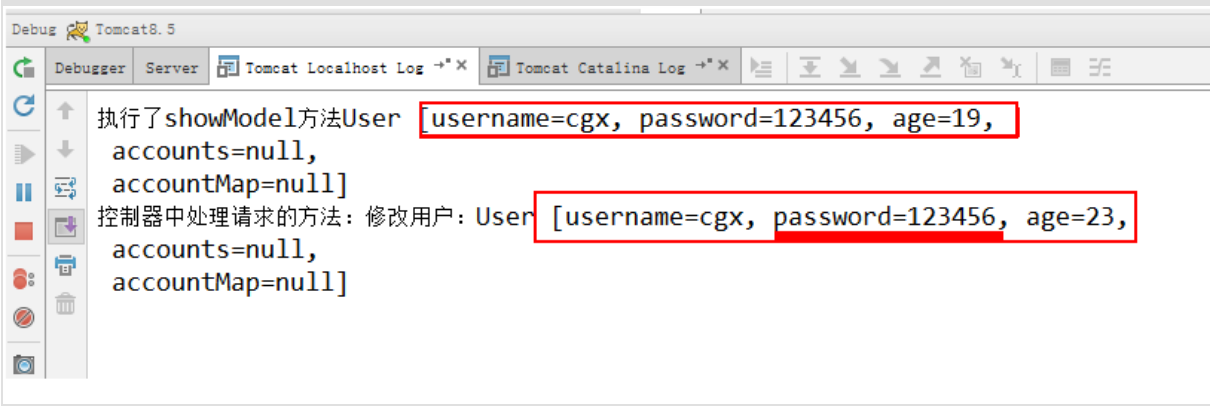 Debug Tomcat8.5
Debugger Server Tomcat Localhost Log Tomcat Catalina Log
执行了showModel方法User [username=cgx, password=123456, age=19,
accounts=null,
accountMap=null]
控制器中处理请求的方法：修改用户：User [username=cgx, password=123456, age=23,
accounts=null,
accountMap=null]